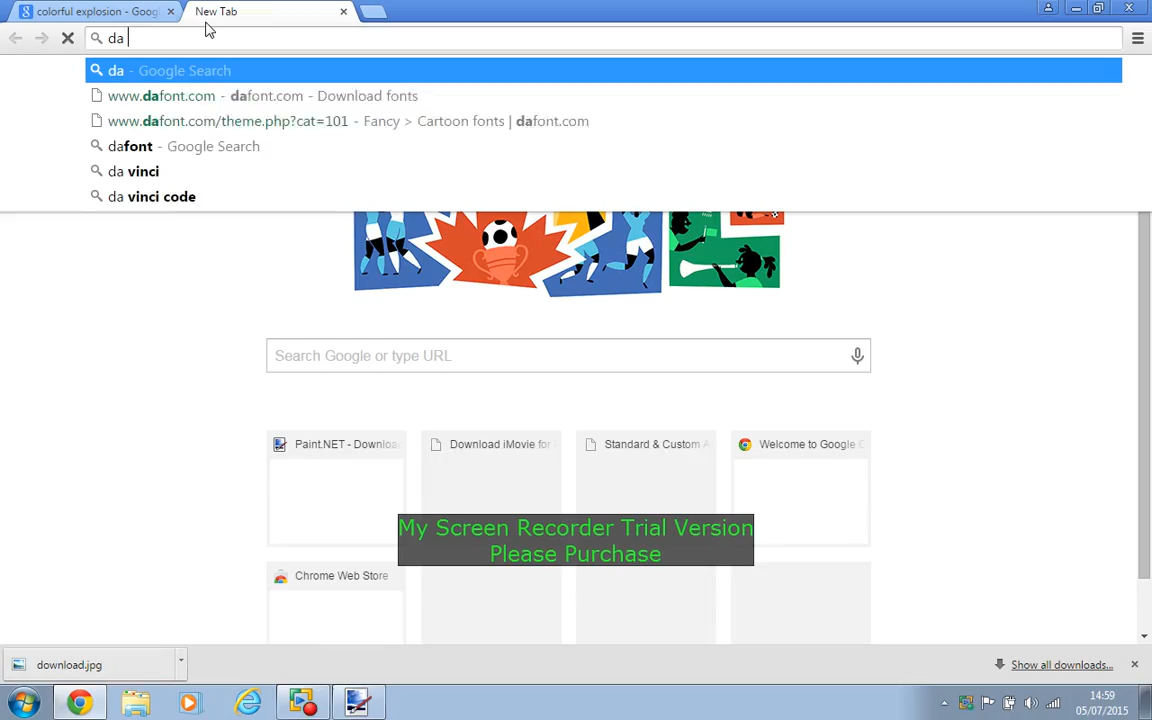 colorful explosion - Goog
New Tab
da
da - Google Search
www.dafont.com - dafont.com - Download fonts
www.dafont.com/theme.php?cat=101 - Fancy > Cartoon fonts | dafont.com
dafont - Google Search
da vinci
da vinci code
Search Google or type URL
Paint.NET - Downloa
Download iMovie for
Standard & Custom A
Welcome to Google C
My Screen Recorder Trial Version
Please Purchase
Chrome Web Store
download.jpg
Show all downloads...
14:59
05/07/2015